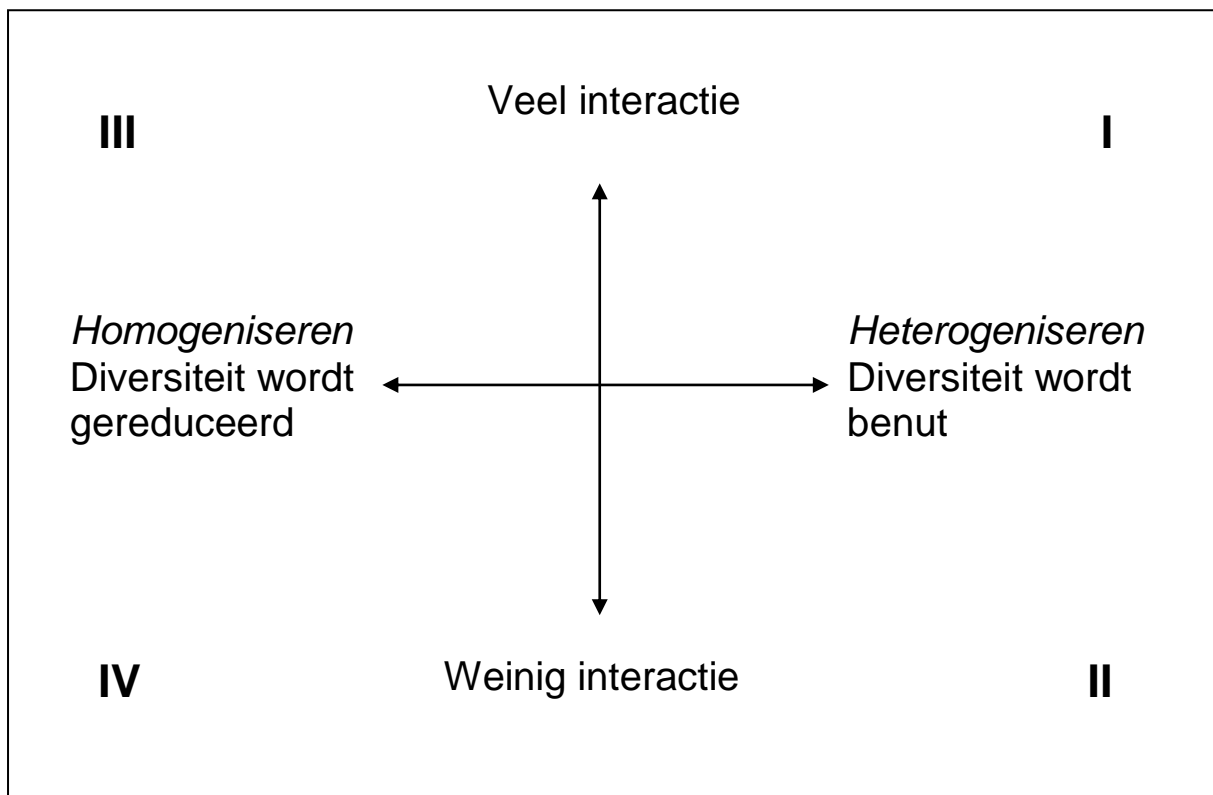 Veel interactie
III
I
Homogeniseren
Diversiteit wordt
gereduceerd
Heterogeniseren
Diversiteit wordt
benut
IV
Weinig interactie
II